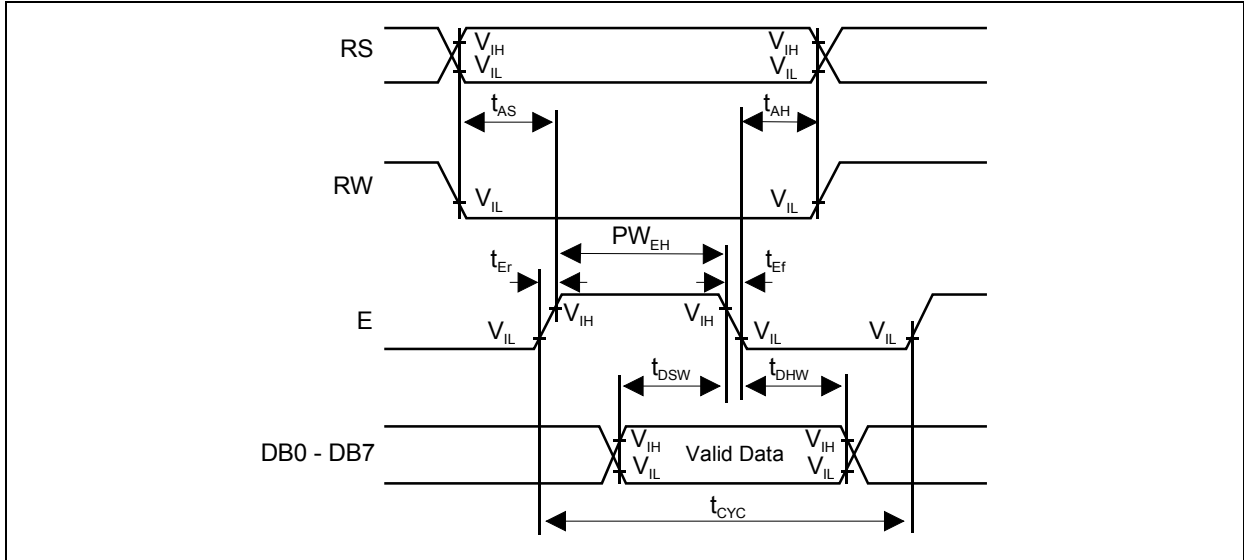 RS
V_IH
V_IH
V_IL
V_IL
t_AS
t_AH
RW
V_IL
V_IL
PW_EH
t_Er
t_Ef
E
V_IH
V_IH
V_IL
V_IL
V_IL
t_DSW
t_DHW
DB0 - DB7
V_IH
Valid Data
V_IH
V_IL
V_IL
t_CYC